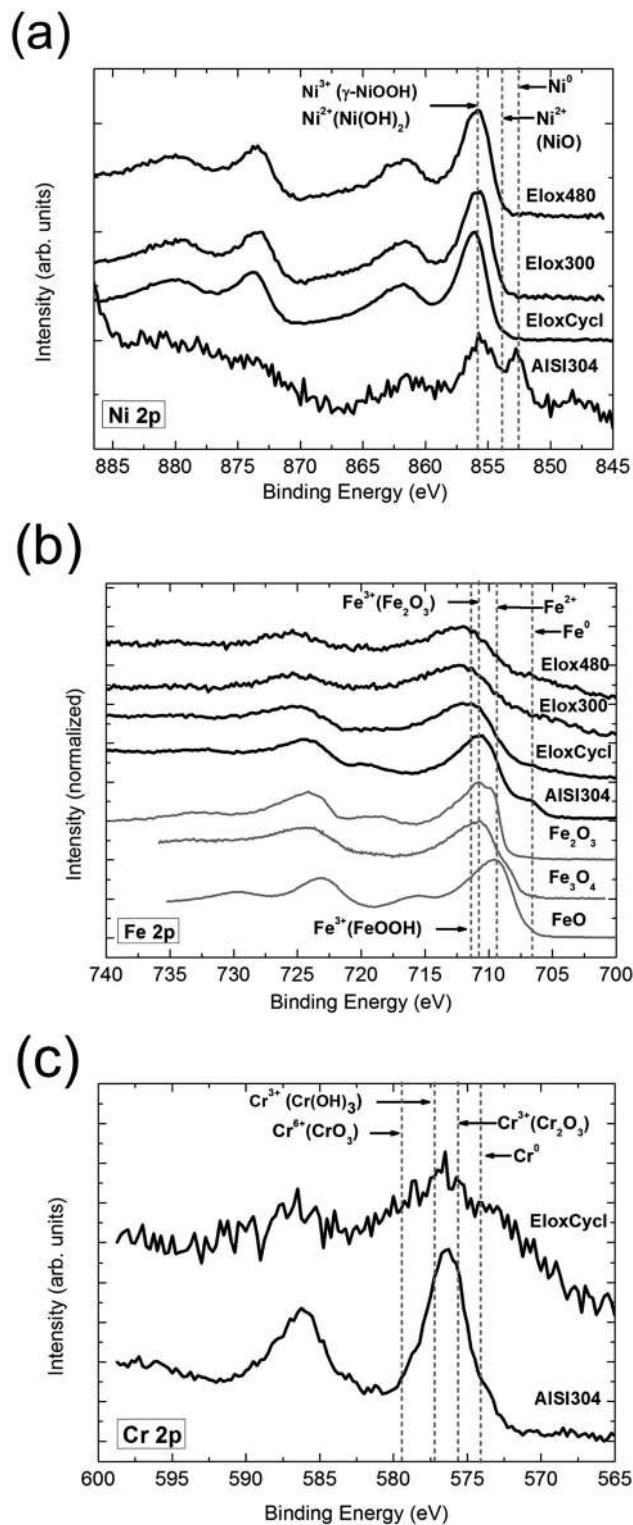 (a)
Ni³⁺ (γ-NiOOH)
Ni⁰
Ni²⁺(Ni(OH)₂)
Ni²⁺
(NiO)
Elox480
Elox300
EloxCycl
AISI304
Ni 2p
Intensity (arb. units)
885 880 875 870 865 860 855 850 845
Binding Energy (eV)
(b)
Fe³⁺(Fe₂O₃)
Fe²⁺
Fe⁰
Elox480
Elox300
EloxCycl
AISI304
Fe₂O₃
Fe₃O₄
FeO
Fe³⁺(FeOOH)
Fe 2p
Intensity (normalized)
740 735 730 725 720 715 710 705 700
Binding Energy (eV)
(c)
Cr³⁺ (Cr(OH)₃)
Cr⁶⁺(CrO₃)
Cr³⁺(Cr₂O₃)
Cr⁰
EloxCycl
AISI304
Cr 2p
Intensity (arb. units)
600 595 590 585 580 575 570 565
Binding Energy (eV)